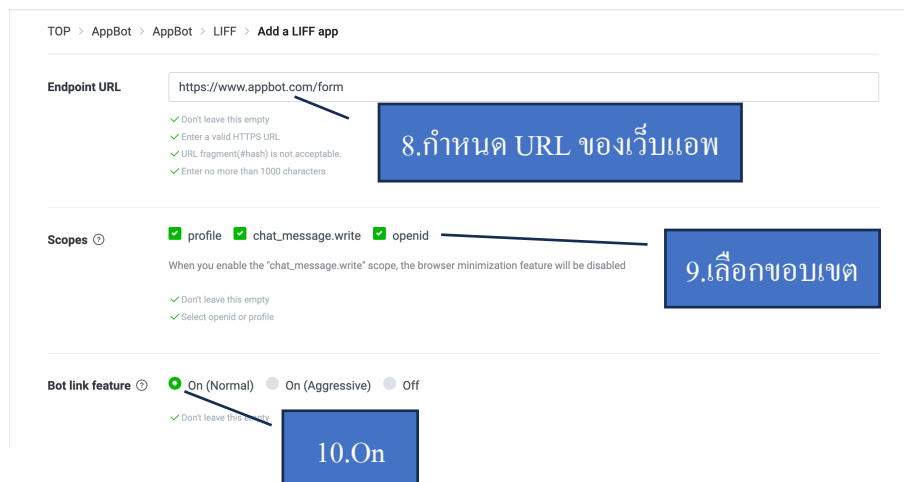 TOP > AppBot > AppBot > LIFF > Add a LIFF app
Endpoint URL
https://www.appbot.com/form
Don't leave this empty
Enter a valid HTTPS URL
URL fragment(#hash) is not acceptable.
Enter no more than 1000 characters
8.กำหนด URL ของเว็บแอพ
Scopes
profile chat_message.write openid
When you enable the "chat_message.write" scope, the browser minimization feature will be disabled
Don't leave this empty
Select openid or profile
9.เลือกขอบเขต
Bot link feature
On (Normal) On (Aggressive) Off
Don't leave this empty
10.On